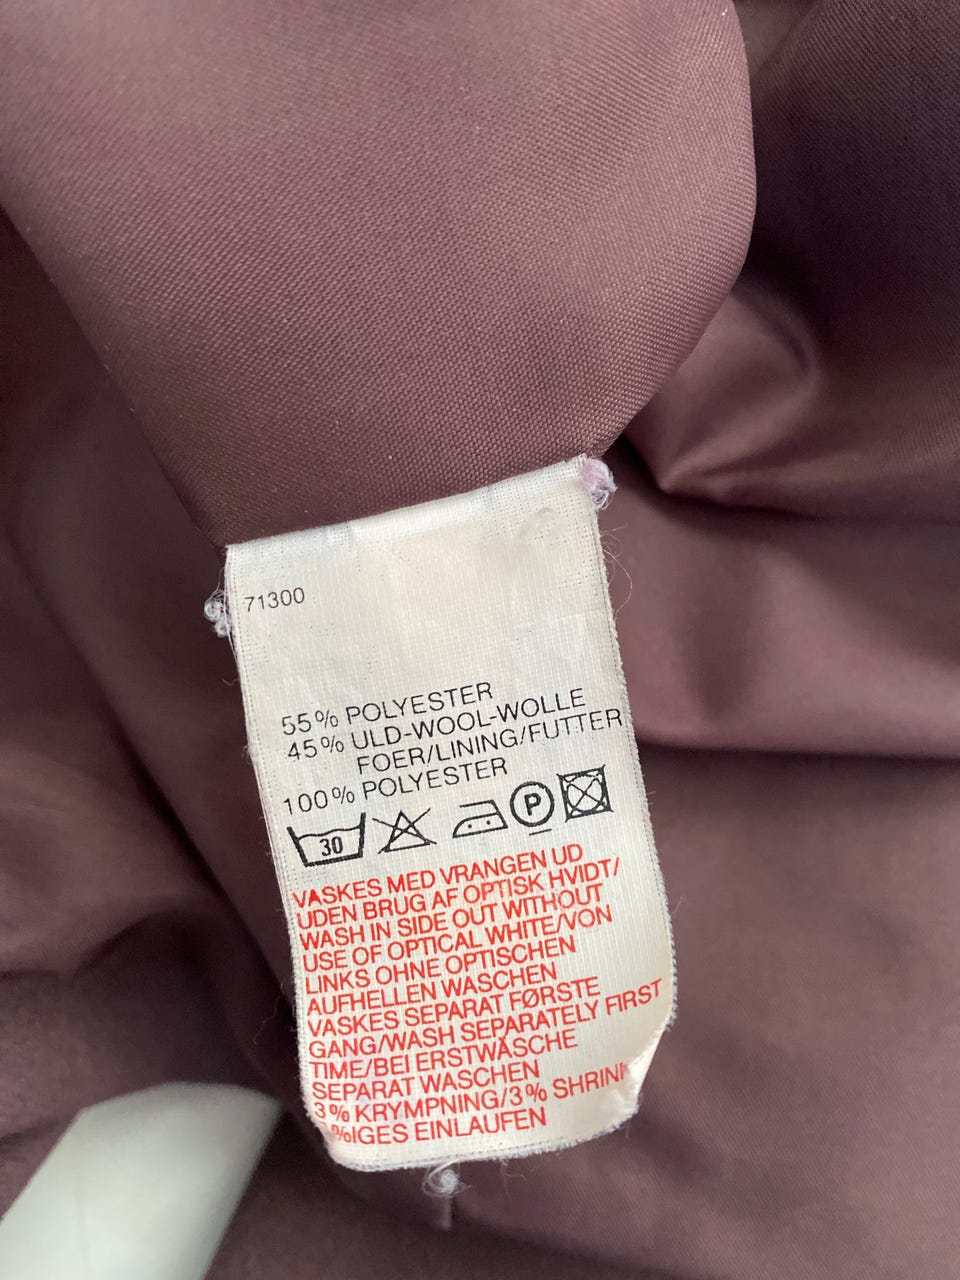 71300
55% POLYESTER
45% ULD-WOOL-WOLLE
FOER/LINING/FUTTER
100% POLYESTER
30 P
VASKES MED VRANGEN UD
UDEN BRUG AF OPTISK HVIDT/
WASH IN SIDE OUT WITHOUT
USE OF OPTICAL WHITE/VON
LINKS OHNE OPTISCHEN
AUFHELLEN WASCHEN
VASKES SEPARAT FØRSTE
GANG/WASH SEPARATELY FIRST
TIME/BEI ERSTWÄSCHE
SEPARAT WASCHEN
3% KRYMPNING/3% SHRINK
%IGES EINLAUFEN